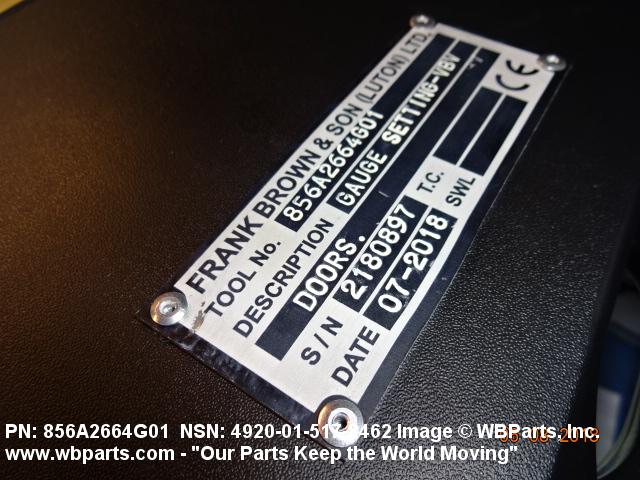 FRANK BROWN & SON (LUTON) LTD.
TOOL No. 856A2664G01
DESCRIPTION GAUGE SETTING-VBV
DOORS.
S/N 2180897 T.C.
DATE 07-2018 SWL
CE
PN: 856A2664G01 NSN: 4920-01-517- 462 Image © WBParts, Inc.
www.wbparts.com - "Our Parts Keep the World Moving"